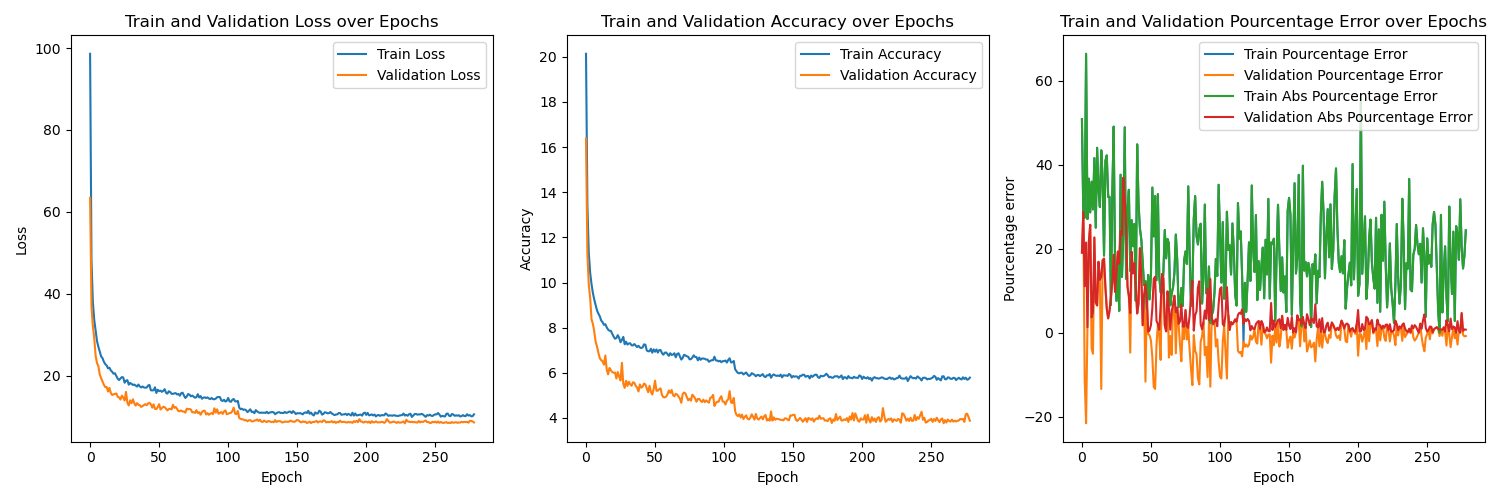 Train and Validation Loss over Epochs
Train Loss
Validation Loss
100
80
60
40
20
Loss
0
50
100
150
200
250
Epoch
Train and Validation Accuracy over Epochs
Train Accuracy
Validation Accuracy
20
18
16
14
12
10
8
6
4
Accuracy
0
50
100
150
200
250
Epoch
Train and Validation Pourcentage Error over Epochs
Train Pourcentage Error
Validation Pourcentage Error
Train Abs Pourcentage Error
Validation Abs Pourcentage Error
60
40
20
0
−20
Pourcentage error
0
50
100
150
200
250
Epoch